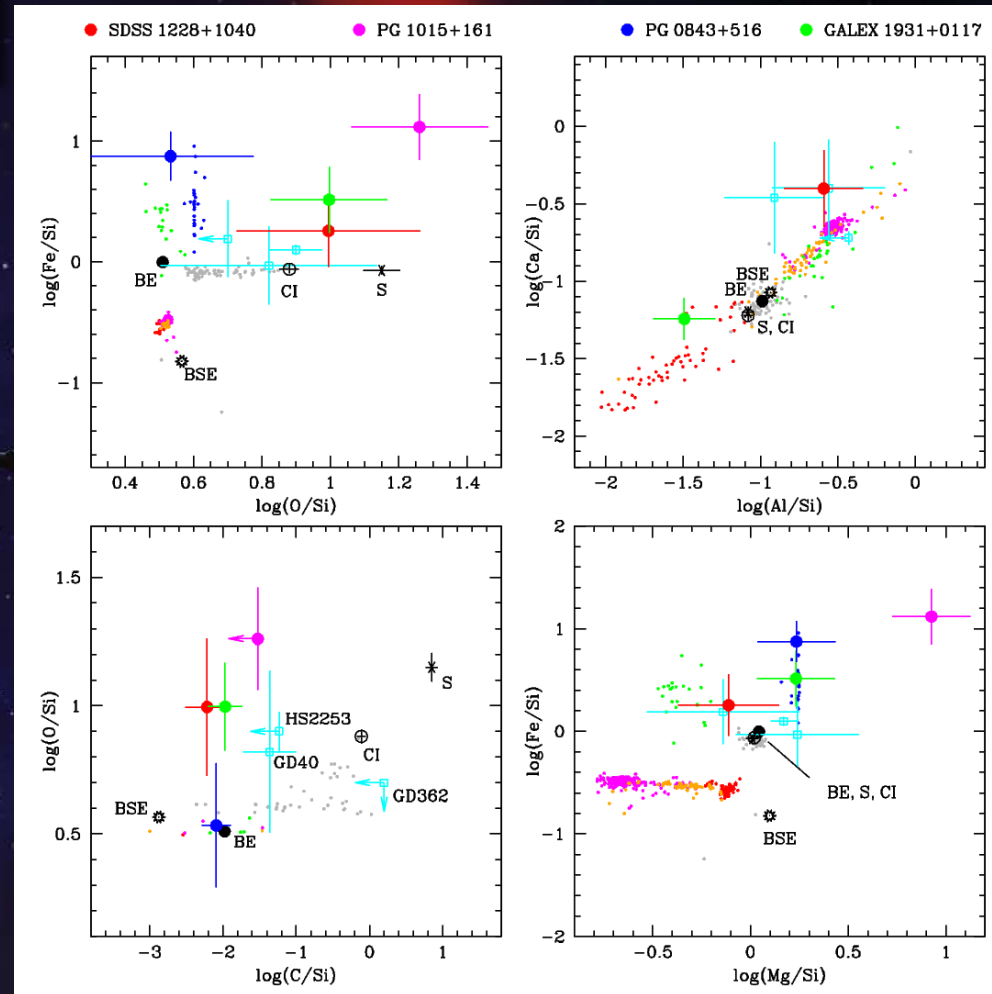 SDSS 1228+1040 PG 1015+161 PG 0843+516 GALEX 1931+0117
log(Fe/Si)
1
0
-1
BE
CI
S
BSE
0.4 0.6 0.8 1 1.2 1.4
log(O/Si)
log(Ca/Si)
0
-0.5
-1
-1.5
-2
BSE
BE
S, CI
-2 -1.5 -1 -0.5 0
log(Al/Si)
log(O/Si)
1.5
1
0.5
S
HS2253
CI
GD40
GD362
BSE
BE
-3 -2 -1 0 1
log(C/Si)
log(Fe/Si)
2
1
0
-1
-2
BE, S, CI
BSE
-0.5 0 0.5 1
log(Mg/Si)